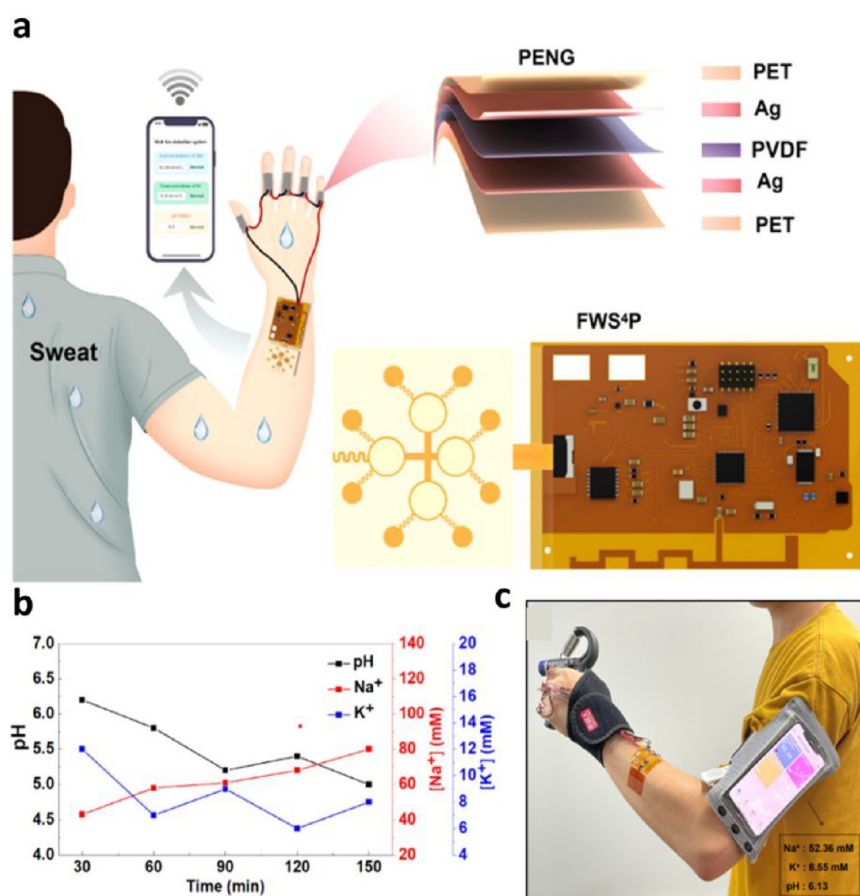 a
PENG
PET
Ag
PVDF
Ag
PET
Sweat
FWS⁴P
b
pH
Na⁺
K⁺
7.0
6.5
6.0
5.5
5.0
4.5
4.0
pH
140
120
100
80
60
40
20
[Na⁺] (mM)
20
18
16
14
12
10
8
6
4
[K⁺] (mM)
30
60
90
120
150
Time (min)
c
Na⁺ : 52.36 mM
K⁺ : 8.55 mM
pH : 6.13